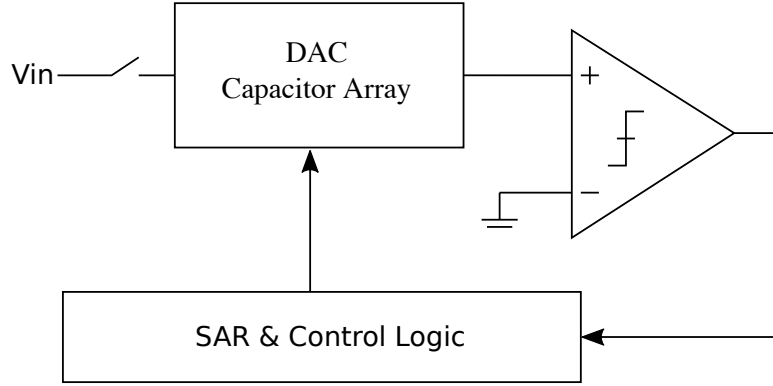 DAC
Vin
Capacitor Array
+
−
SAR & Control Logic